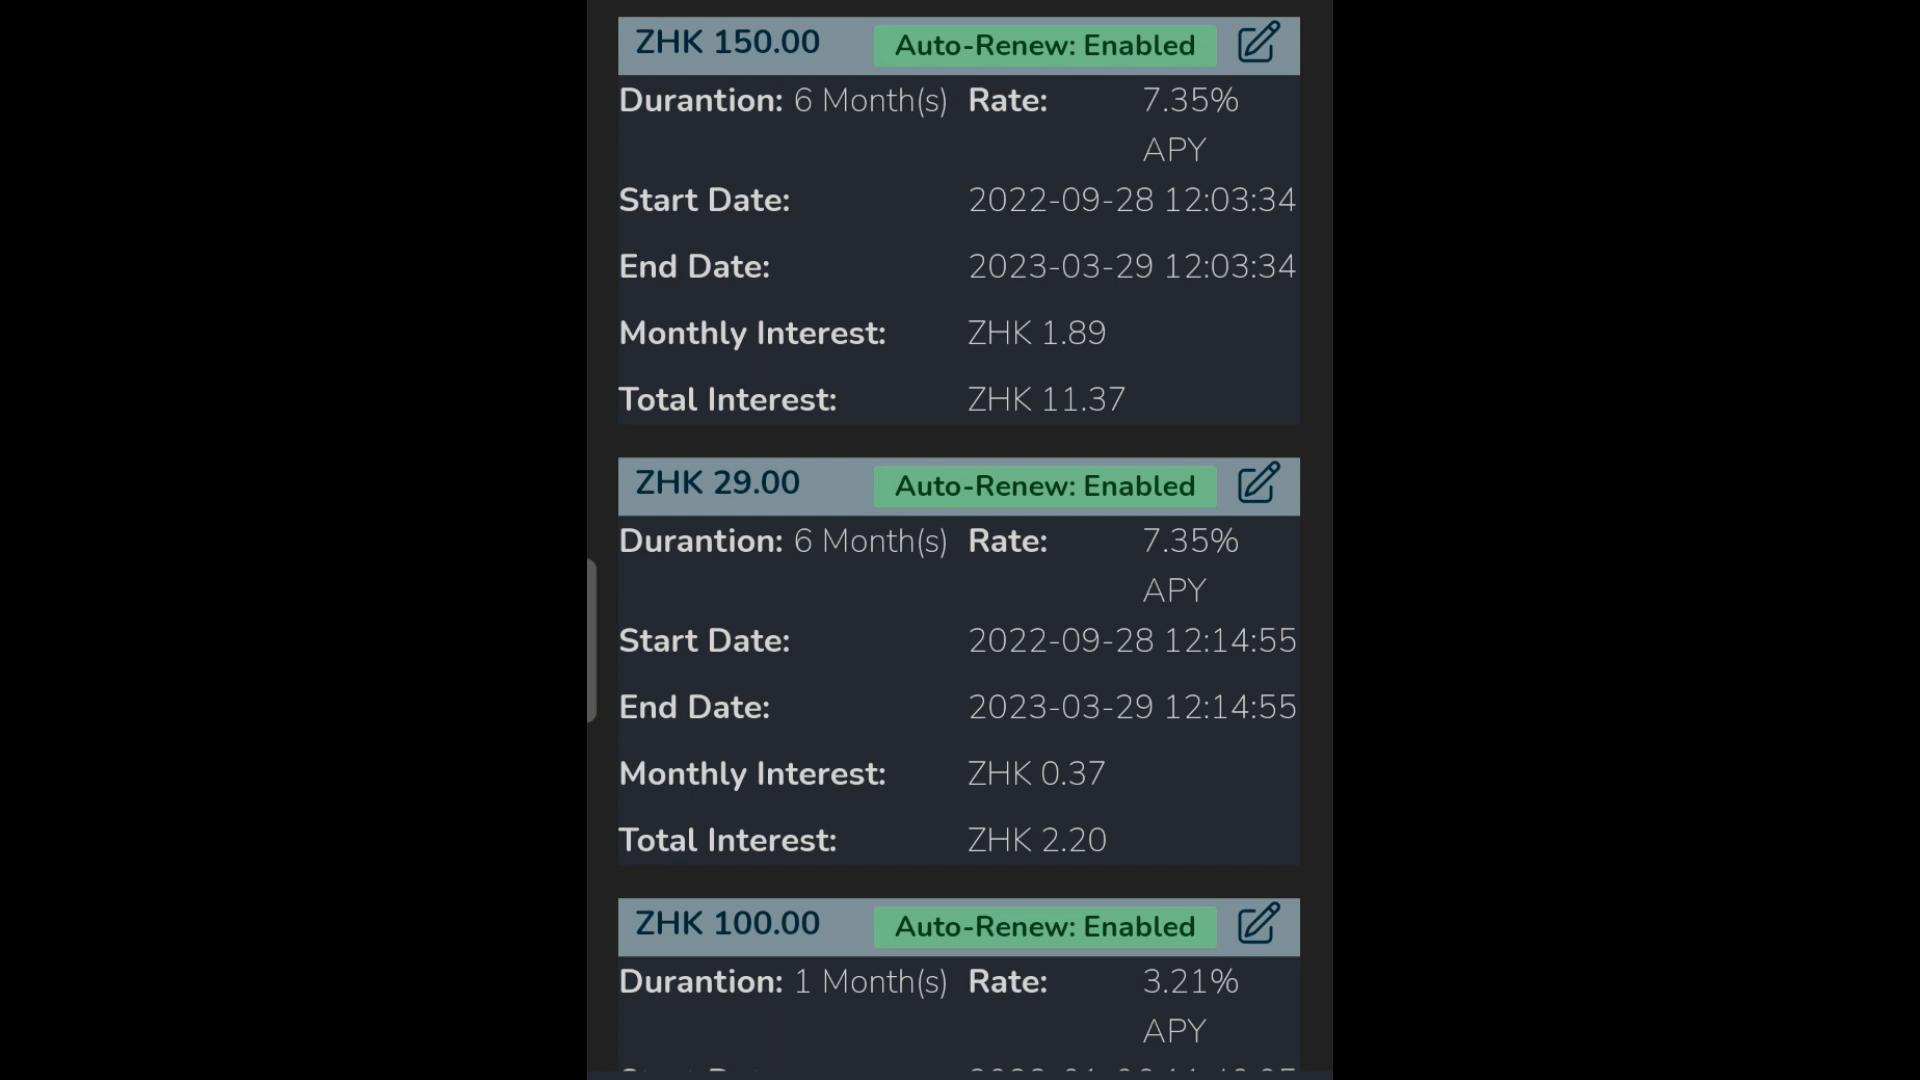 ZHK 150.00 Auto-Renew: Enabled
Durantion: 6 Month(s) Rate: 7.35%
APY
Start Date: 2022-09-28 12:03:34
End Date: 2023-03-29 12:03:34
Monthly Interest: ZHK 1.89
Total Interest: ZHK 11.37
ZHK 29.00 Auto-Renew: Enabled
Durantion: 6 Month(s) Rate: 7.35%
APY
Start Date: 2022-09-28 12:14:55
End Date: 2023-03-29 12:14:55
Monthly Interest: ZHK 0.37
Total Interest: ZHK 2.20
ZHK 100.00 Auto-Renew: Enabled
Durantion: 1 Month(s) Rate: 3.21%
APY